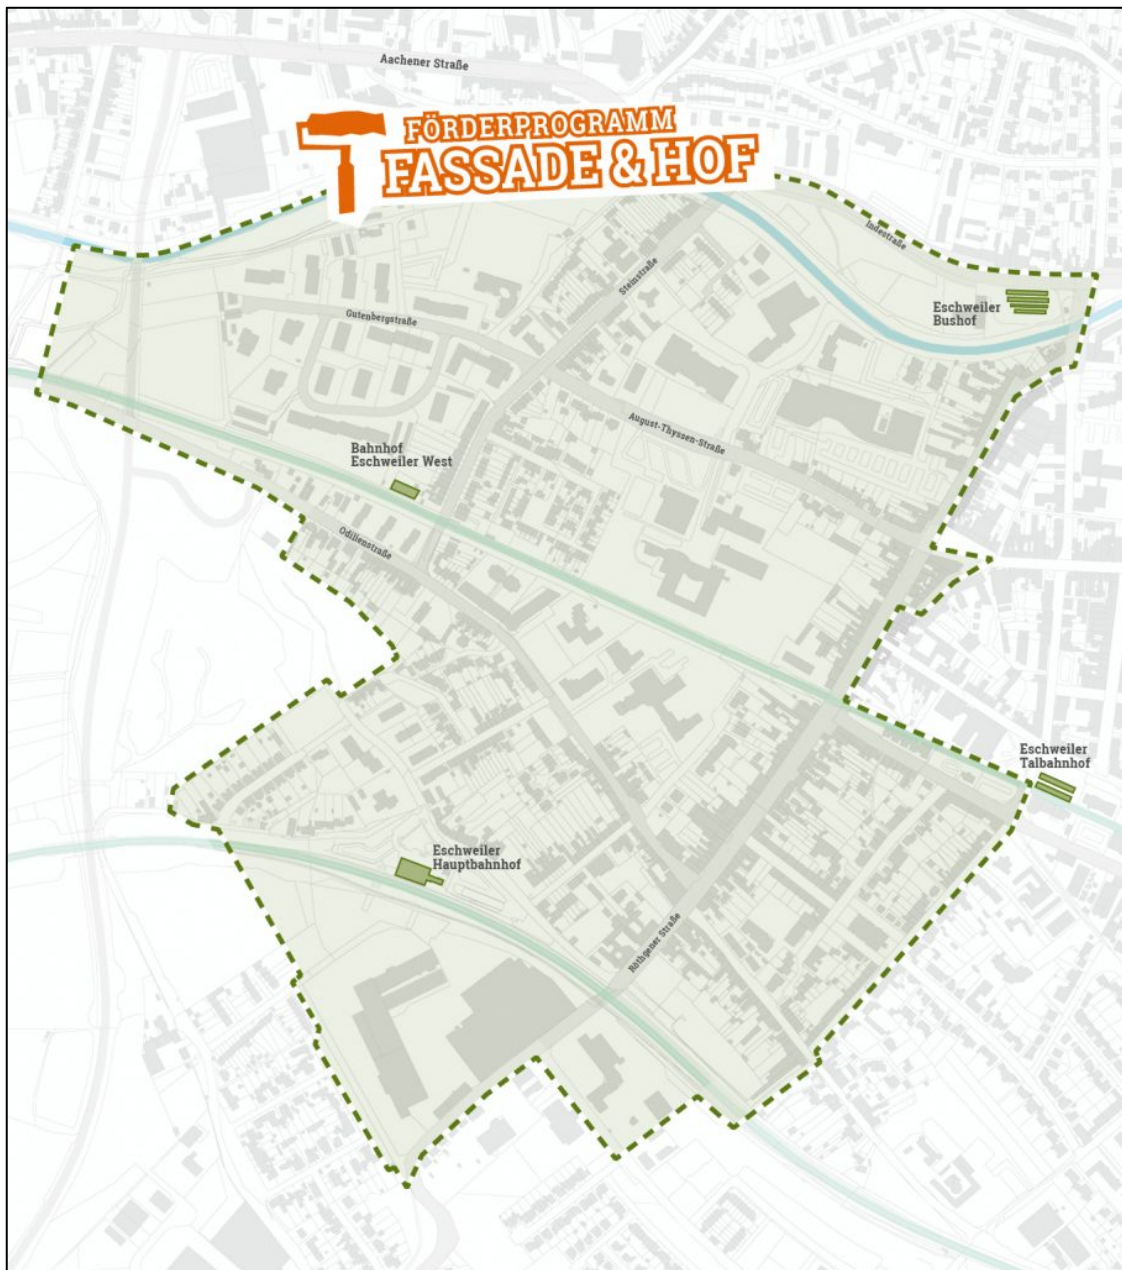 Aachener Straße
FÖRDERPROGRAMM
FASSADE & HOF
Indestraße
Steinstraße
Eschweiler
Bushof
Gutenbergstraße
August-Thyssen-Straße
Bahnhof
Eschweiler West
Odilienstraße
Eschweiler
Talbahnhof
Eschweiler
Hauptbahnhof
Röthgener Straße